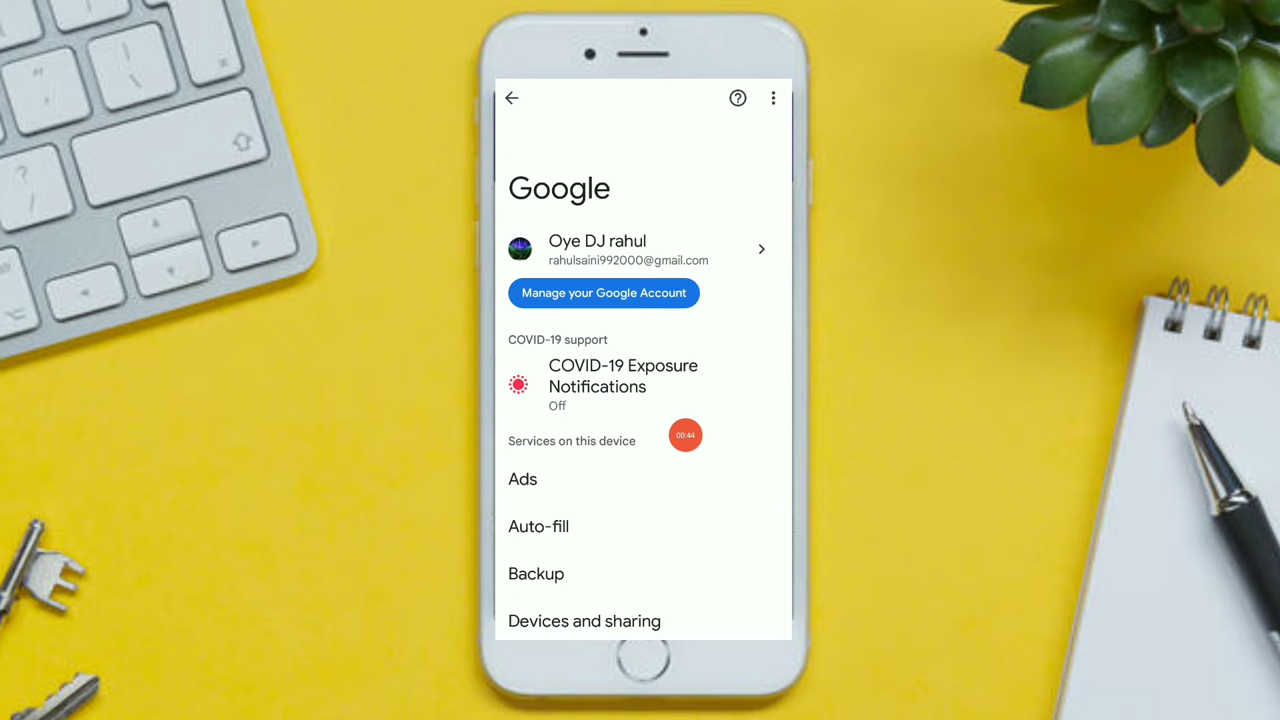 Google
Oye DJ rahul
rahulsaini992000@gmail.com
Manage your Google Account
COVID-19 support
COVID-19 Exposure
Notifications
Off
00:44
Services on this device
Ads
Auto-fill
Backup
Devices and sharing